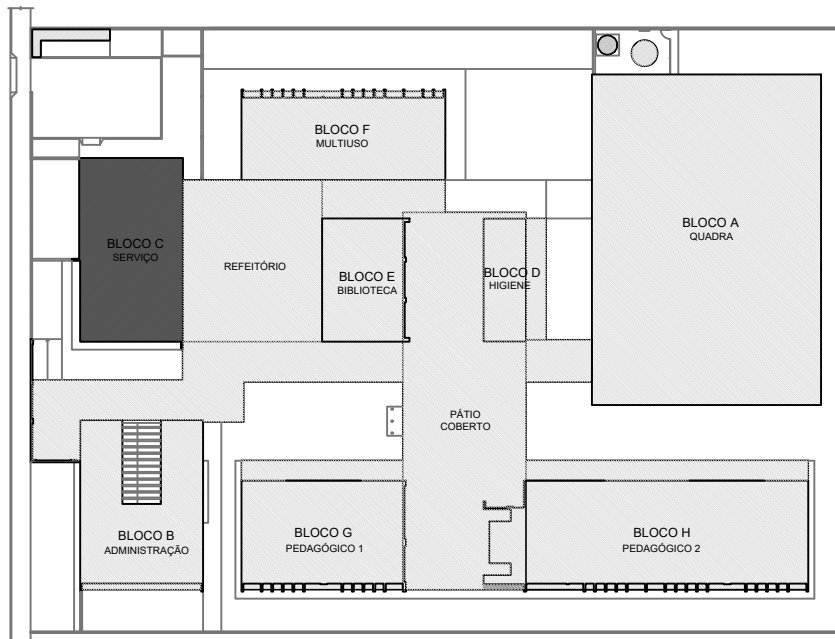 BLOCO F
MULTIUSO
BLOCO A
QUADRA
BLOCO C
SERVIÇO
REFEITÓRIO
BLOCO E
BIBLIOTECA
BLOCO D
HIGIENE
PÁTIO
COBERTO
BLOCO B
ADMINISTRAÇÃO
BLOCO G
PEDAGÓGICO 1
BLOCO H
PEDAGÓGICO 2